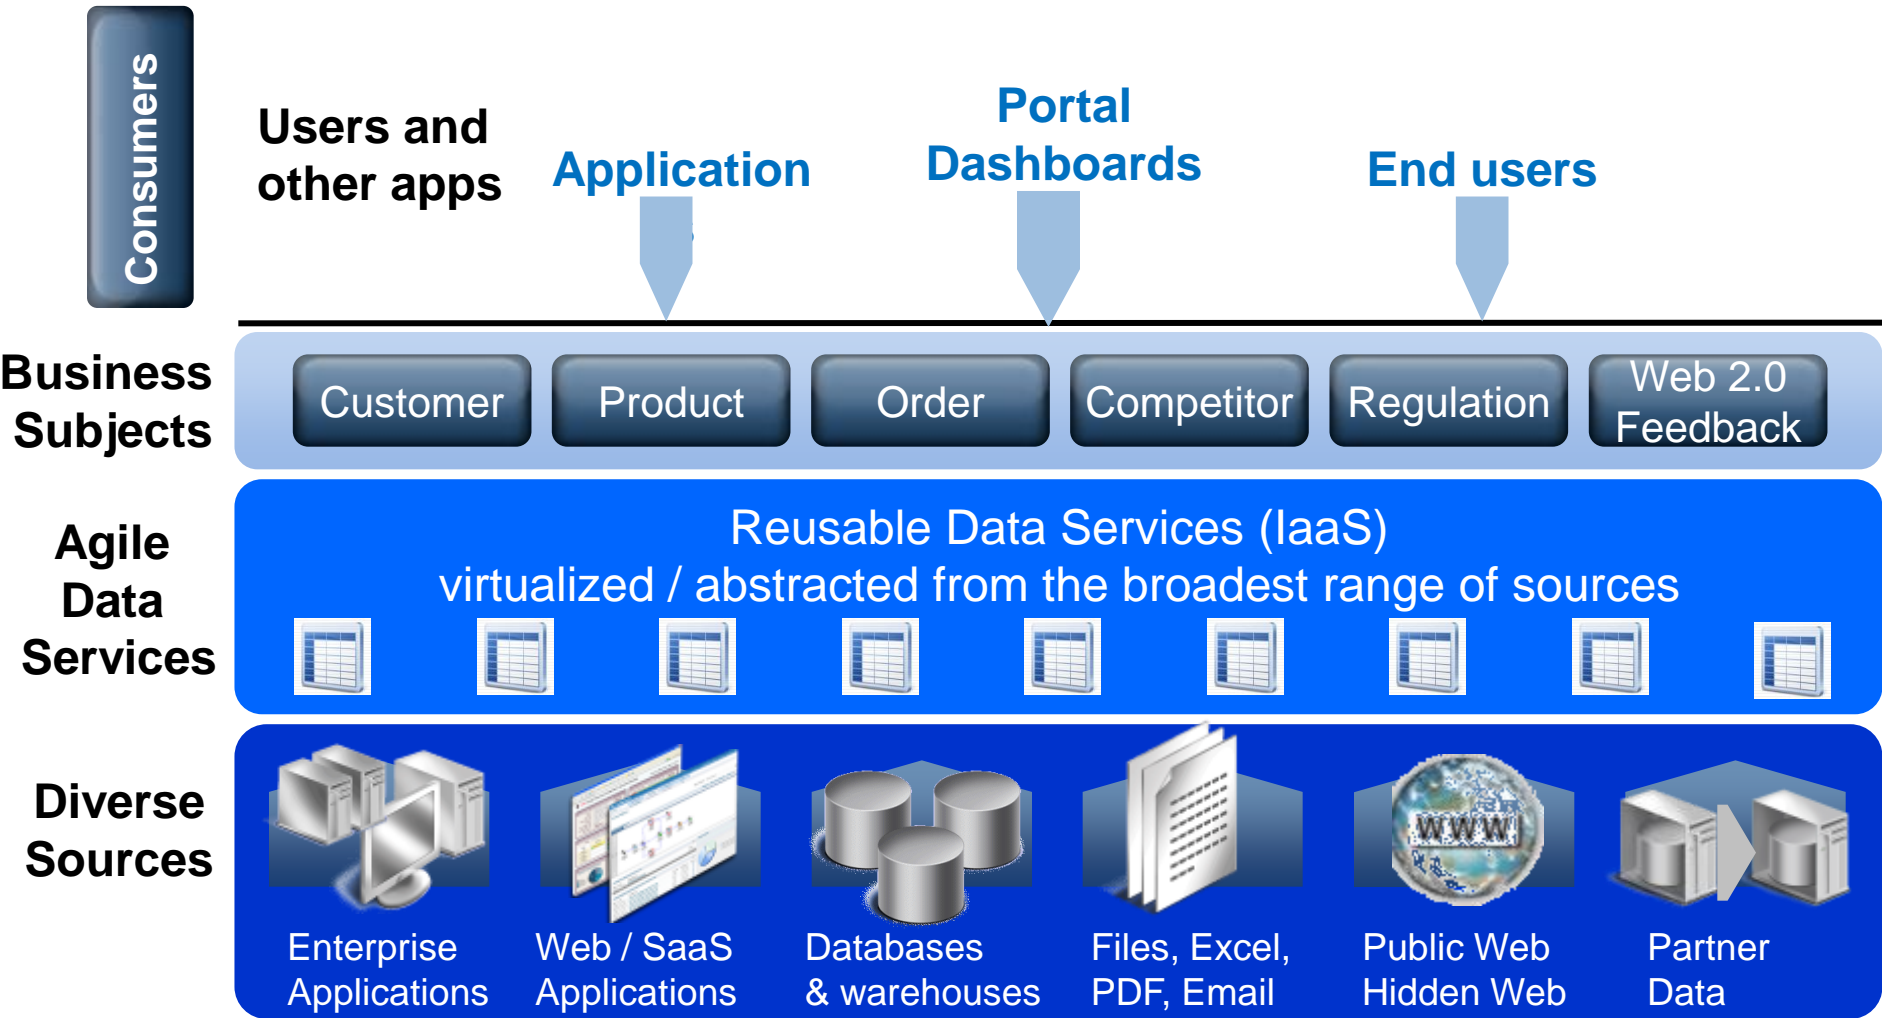 Consumers
Users and
other apps
Application
s
Portal
Dashboards
End users
Business
Subjects
Customer
Product
Order
Competitor
Regulation
Web 2.0
Feedback
Agile
Data
Services
Reusable Data Services (IaaS)
virtualized / abstracted from the broadest range of sources
Diverse
Sources
WWW
Enterprise
Applications
Web / SaaS
Applications
Databases
& warehouses
Files, Excel,
PDF, Email
Public Web
Hidden Web
Partner
Data